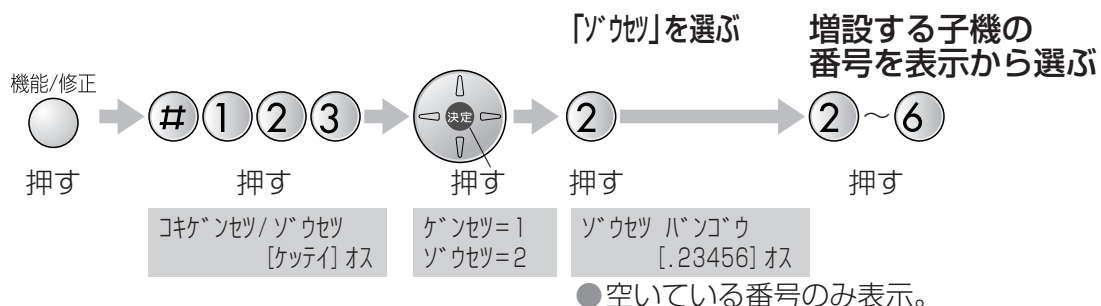 「ｿﾞｳｾﾂ」を選ぶ
増設する子機の
番号を表示から選ぶ
機能/修正
# 1 2 3
決定
2
2～6
押す
押す
押す
押す
押す
ｺｷｹﾞﾝｾﾂ/ｿﾞｳｾﾂ
[ｹｯﾃｲ] ｵｽ
ｹﾞﾝｾﾂ=1
ｿﾞｳｾﾂ=2
ｿﾞｳｾﾂ ﾊﾞﾝｺﾞｳ
[.23456] ｵｽ
●空いている番号のみ表示。